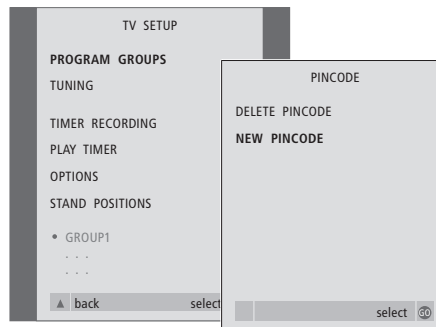 TV SETUP
PROGRAM GROUPS
TUNING
TIMER RECORDING
PLAY TIMER
OPTIONS
STAND POSITIONS
• GROUP1
. . .
. . .
▲ back select
PINCODE
DELETE PINCODE
NEW PINCODE
select GO